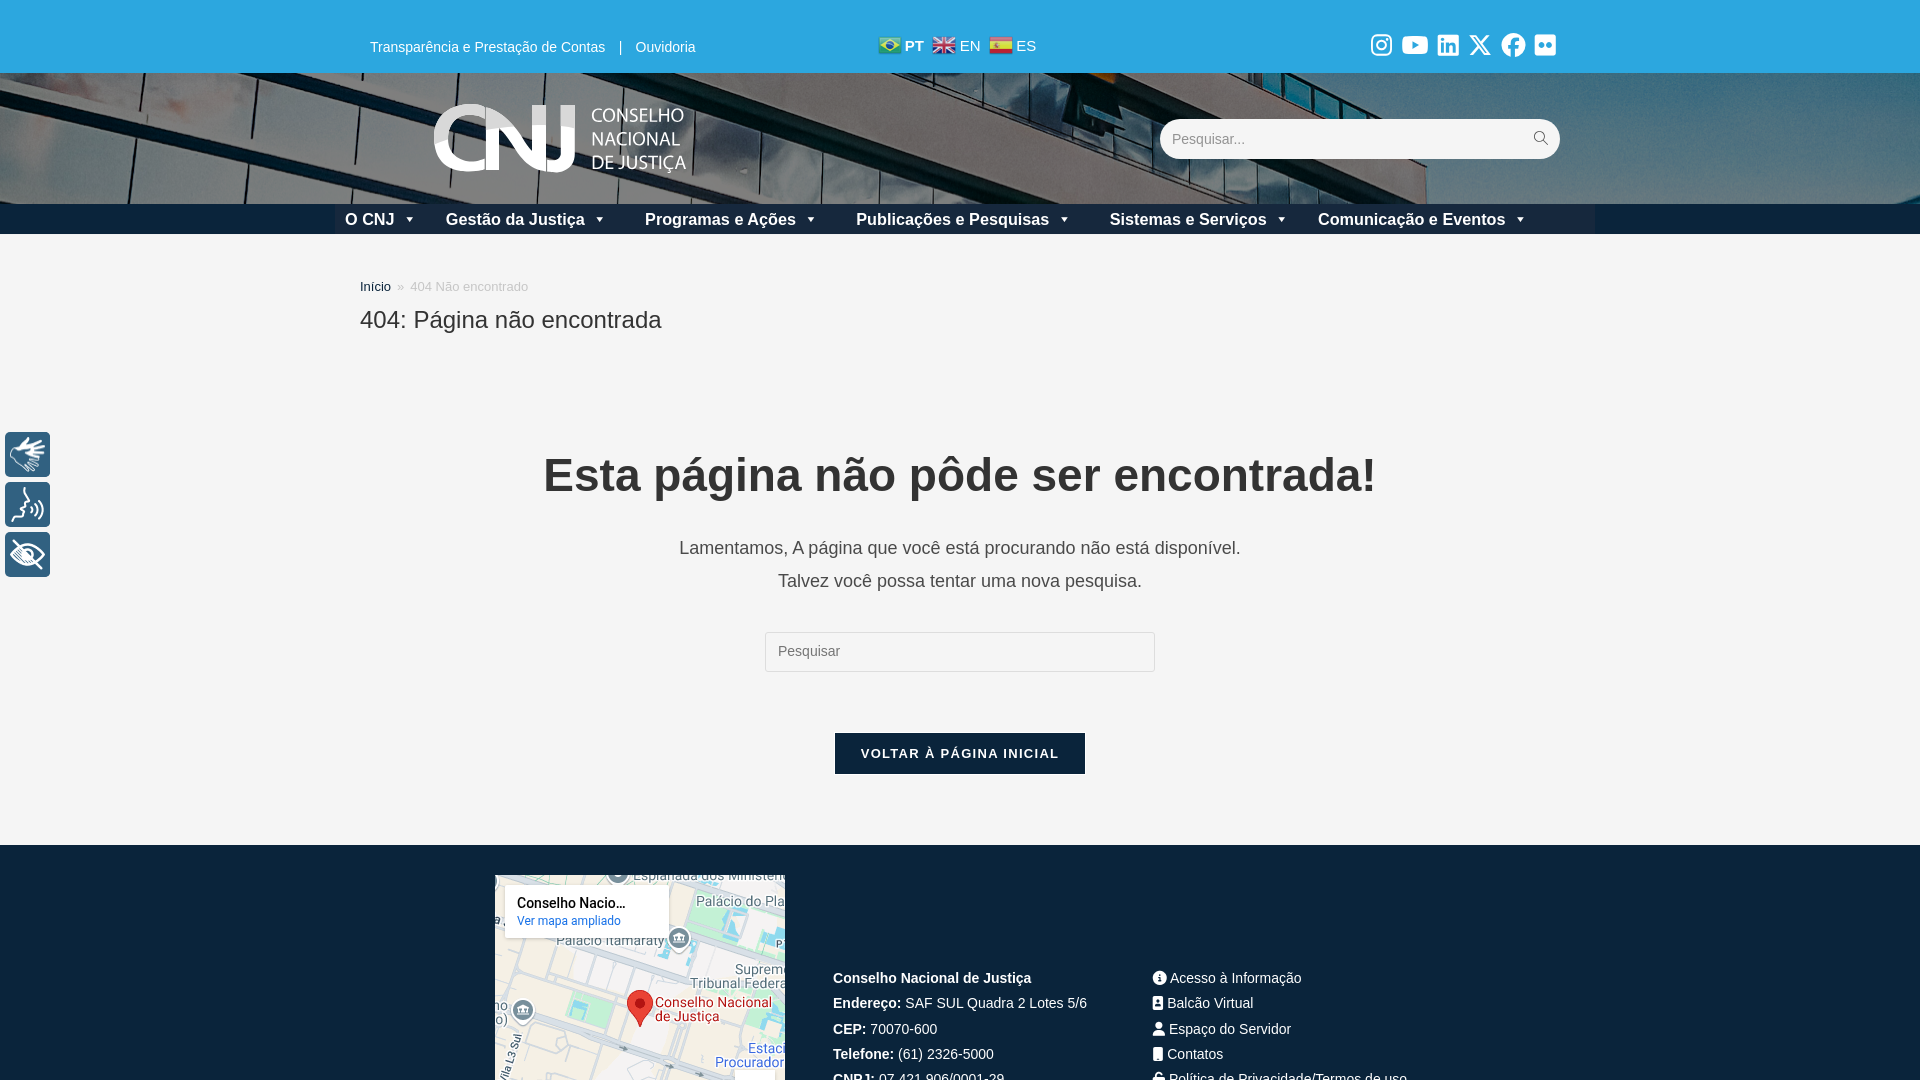 Transparência e Prestação de Contas | Ouvidoria
PT EN ES
CNJ CONSELHO
NACIONAL
DE JUSTIÇA
Pesquisar...
O CNJ Gestão da Justiça Programas e Ações Publicações e Pesquisas Sistemas e Serviços Comunicação e Eventos
Início » 404 Não encontrado
404: Página não encontrada
Esta página não pôde ser encontrada!
Lamentamos, A página que você está procurando não está disponível.
Talvez você possa tentar uma nova pesquisa.
Pesquisar
VOLTAR À PÁGINA INICIAL
Esplanada dos Ministéri
Conselho Nacio...
Ver mapa ampliado
Palácio do Pla
Palácio Itamaraty
Suprem
Tribunal Federa
Conselho Nacional
de Justiça
Estaci
Procurador
Via L3 Sul
Conselho Nacional de Justiça
Endereço: SAF SUL Quadra 2 Lotes 5/6
CEP: 70070-600
Telefone: (61) 2326-5000
CNPJ: 07.421.906/0001-29
Acesso à Informação
Balcão Virtual
Espaço do Servidor
Contatos
Política de Privacidade/Termos de uso